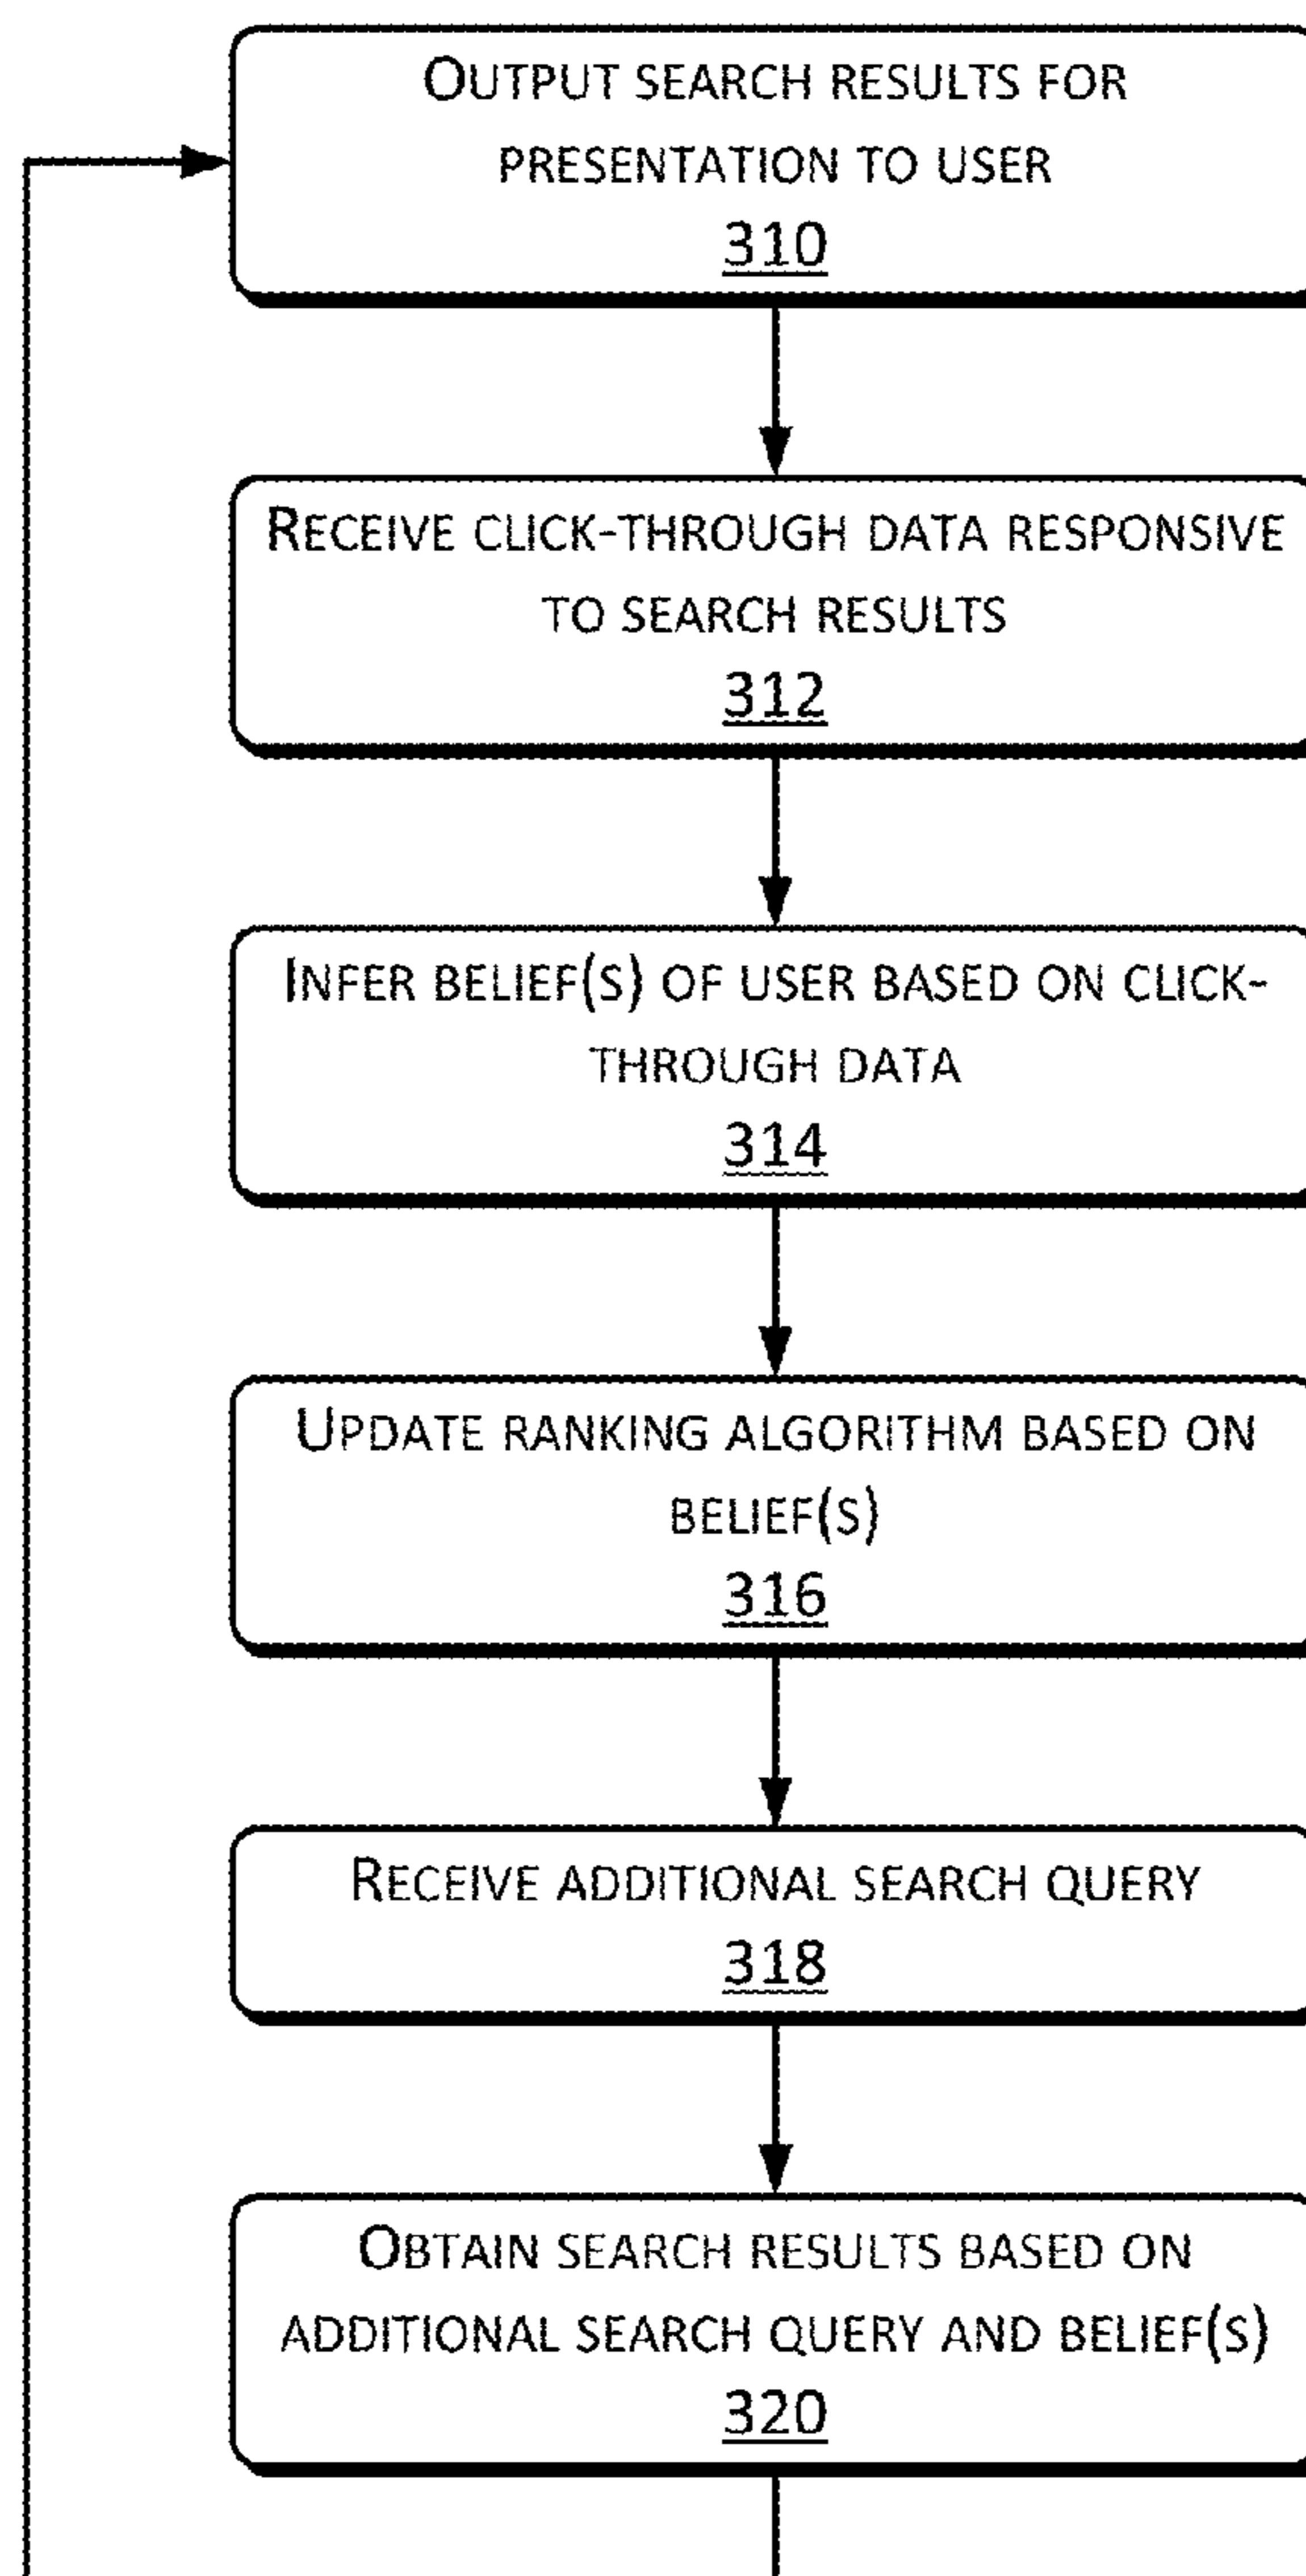 OUTPUT SEARCH RESULTS FOR
PRESENTATION TO USER
310
RECEIVE CLICK-THROUGH DATA RESPONSIVE
TO SEARCH RESULTS
312
INFER BELIEF(S) OF USER BASED ON CLICK-
THROUGH DATA
314
UPDATE RANKING ALGORITHM BASED ON
BELIEF(S)
316
RECEIVE ADDITIONAL SEARCH QUERY
318
OBTAIN SEARCH RESULTS BASED ON
ADDITIONAL SEARCH QUERY AND BELIEF(S)
320